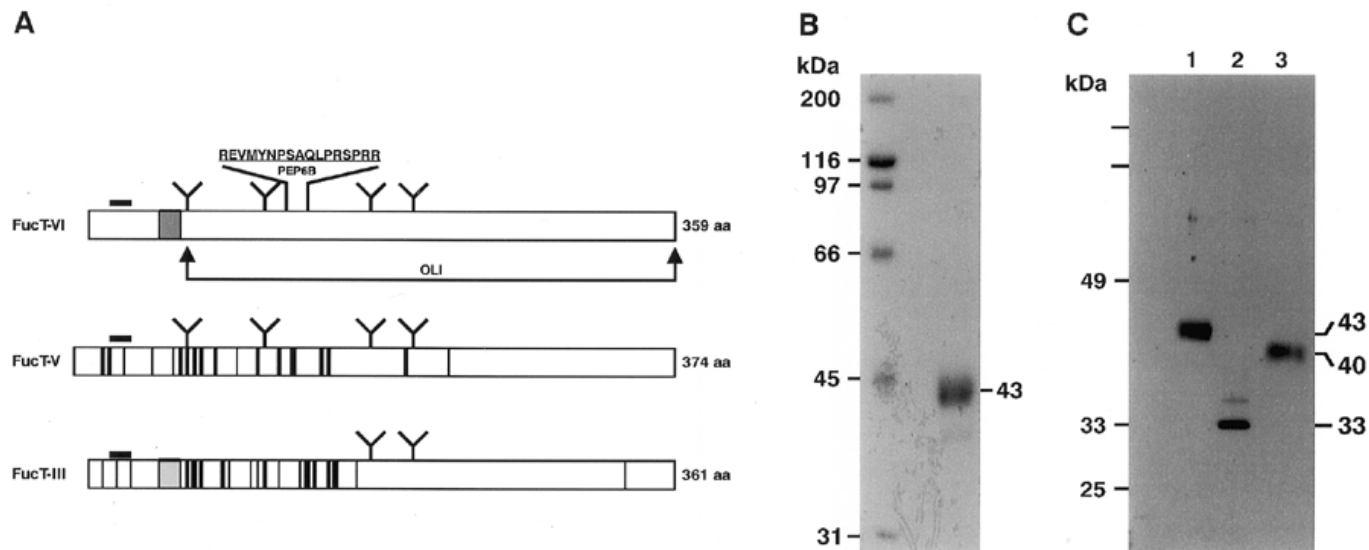 A
REVMYNPSAQLPRSPRR
PEP6B
FucT-VI
359 aa
OLI
FucT-V
374 aa
FucT-III
361 aa
B
kDa
200
116
97
66
45
43
31
C
1 2 3
kDa
49
43
40
33
33
25